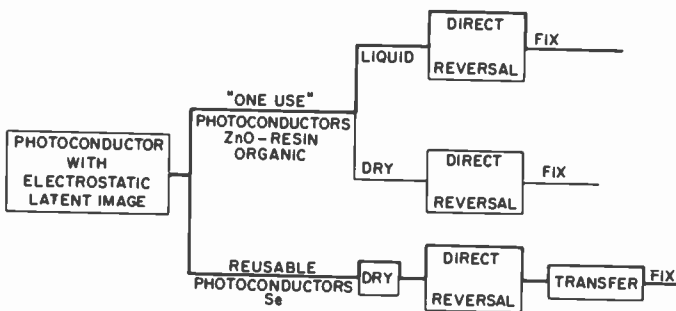 PHOTOCONDUCTOR
WITH
ELECTROSTATIC
LATENT IMAGE
"ONE USE"
PHOTOCONDUCTORS
ZnO-RESIN
ORGANIC
LIQUID
DIRECT
REVERSAL
FIX
DRY
DIRECT
REVERSAL
FIX
REUSABLE
PHOTOCONDUCTORS
Se
DRY
DIRECT
REVERSAL
TRANSFER
FIX